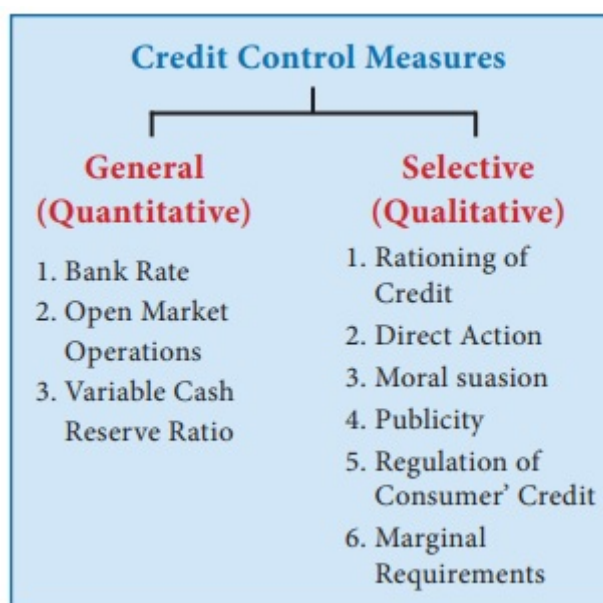 Credit Control Measures
General
(Quantitative)
1. Bank Rate
2. Open Market
Operations
3. Variable Cash
Reserve Ratio
Selective
(Qualitative)
1. Rationing of
Credit
2. Direct Action
3. Moral suasion
4. Publicity
5. Regulation of
Consumer’ Credit
6. Marginal
Requirements